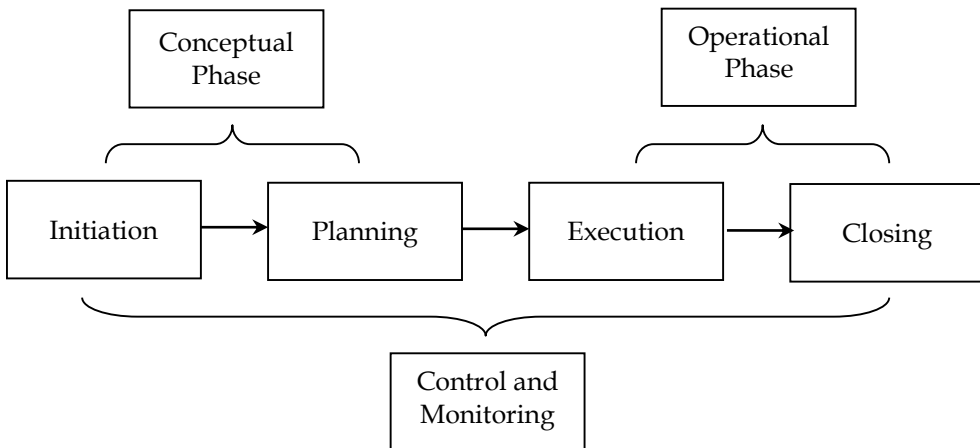 Conceptual
Phase
Operational
Phase
Initiation
Planning
Execution
Closing
Control and
Monitoring